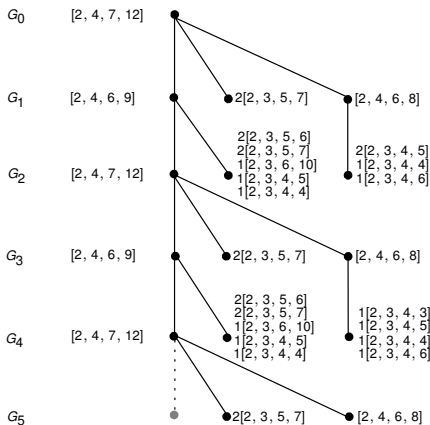 G0 [2, 4, 7, 12]
G1 [2, 4, 6, 9] 2[2, 3, 5, 7] [2, 4, 6, 8]
2[2, 3, 5, 6]
2[2, 3, 5, 7] 2[2, 3, 4, 5]
1[2, 3, 6, 10] 1[2, 3, 4, 4]
G2 [2, 4, 7, 12] 1[2, 3, 4, 5] 1[2, 3, 4, 6]
1[2, 3, 4, 4]
G3 [2, 4, 6, 9] 2[2, 3, 5, 7] [2, 4, 6, 8]
2[2, 3, 5, 6] 1[2, 3, 4, 3]
2[2, 3, 5, 7] 1[2, 3, 4, 5]
G4 [2, 4, 7, 12] 1[2, 3, 6, 10] 1[2, 3, 4, 4]
1[2, 3, 4, 5] 1[2, 3, 4, 6]
1[2, 3, 4, 4]
G5 2[2, 3, 5, 7] [2, 4, 6, 8]